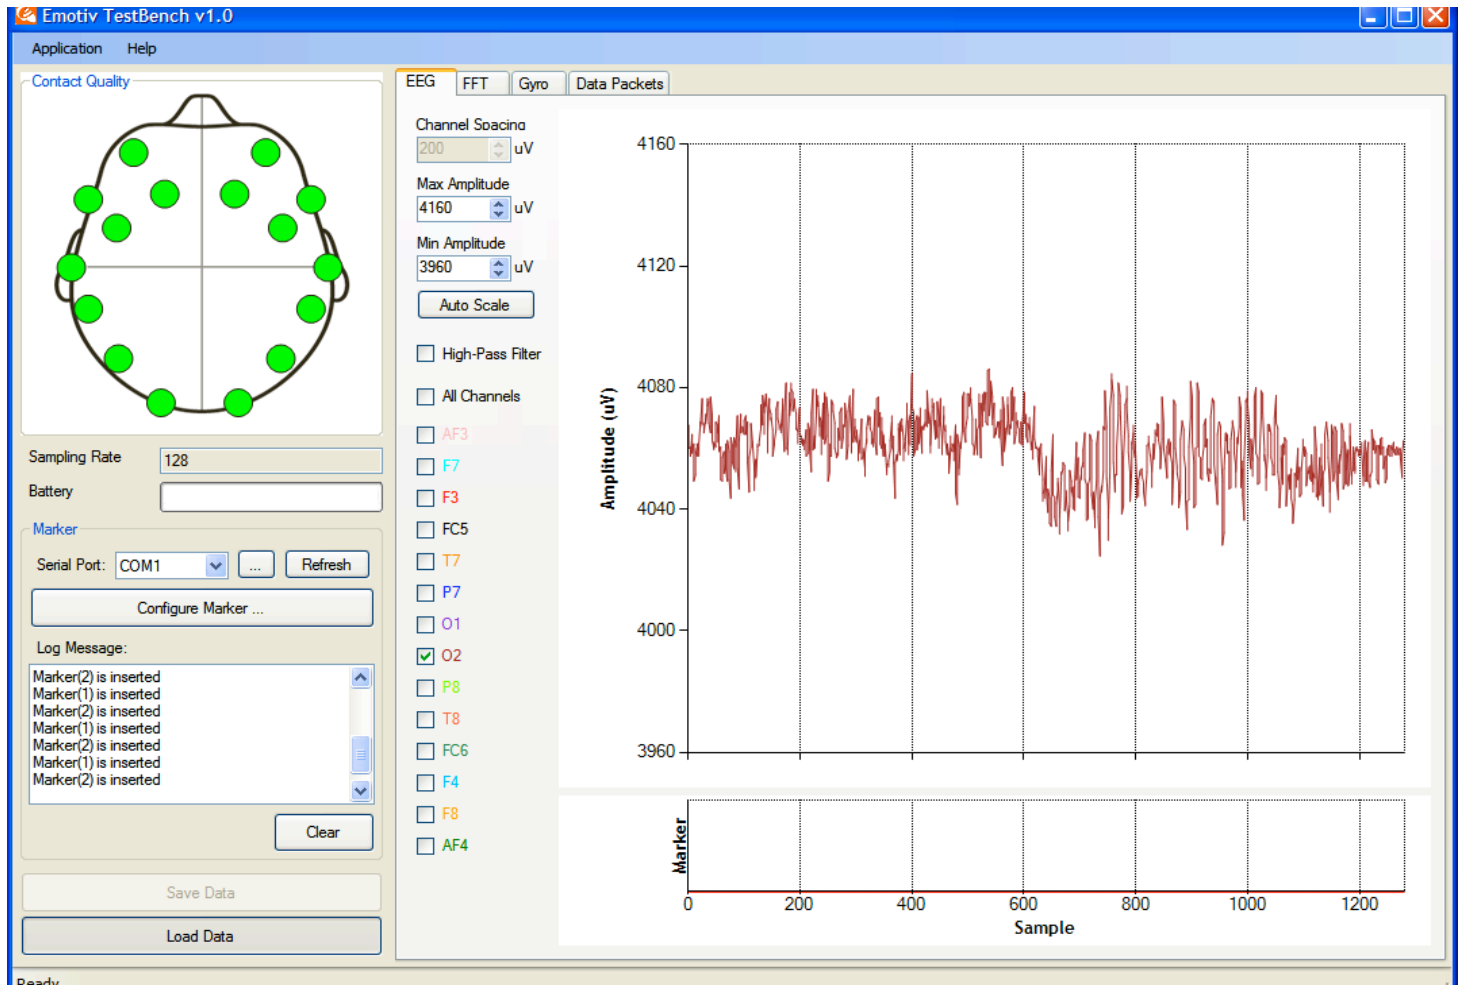 Emotiv TestBench v1.0
Application Help
Contact Quality
Sampling Rate 128
Battery
Marker
Serial Port: COM1 ... Refresh
Configure Marker ...
Log Message:
Marker(2) is inserted
Marker(1) is inserted
Marker(2) is inserted
Marker(1) is inserted
Marker(2) is inserted
Marker(1) is inserted
Marker(2) is inserted
Clear
Save Data
Load Data
EEG FFT Gyro Data Packets
Channel Spacing
200 uV
Max Amplitude
4160 uV
Min Amplitude
3960 uV
Auto Scale
High-Pass Filter
All Channels
AF3
F7
F3
FC5
T7
P7
O1
O2
P8
T8
FC6
F4
F8
AF4
Amplitude (uV)
4160
4120
4080
4040
4000
3960
Marker
0 200 400 600 800 1000 1200
Sample
Ready